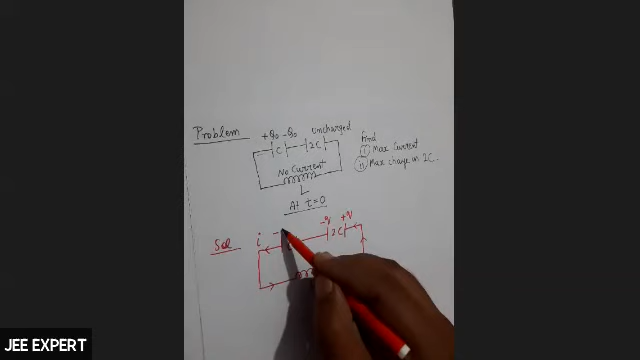 Problem
+Q₀ -Q₀ Uncharged
C 2C
No Current
L
At t=0
Find
(i) Max Current
(ii) Max charge on 2C.
Sol
i - -q +q
2C
JEE EXPERT